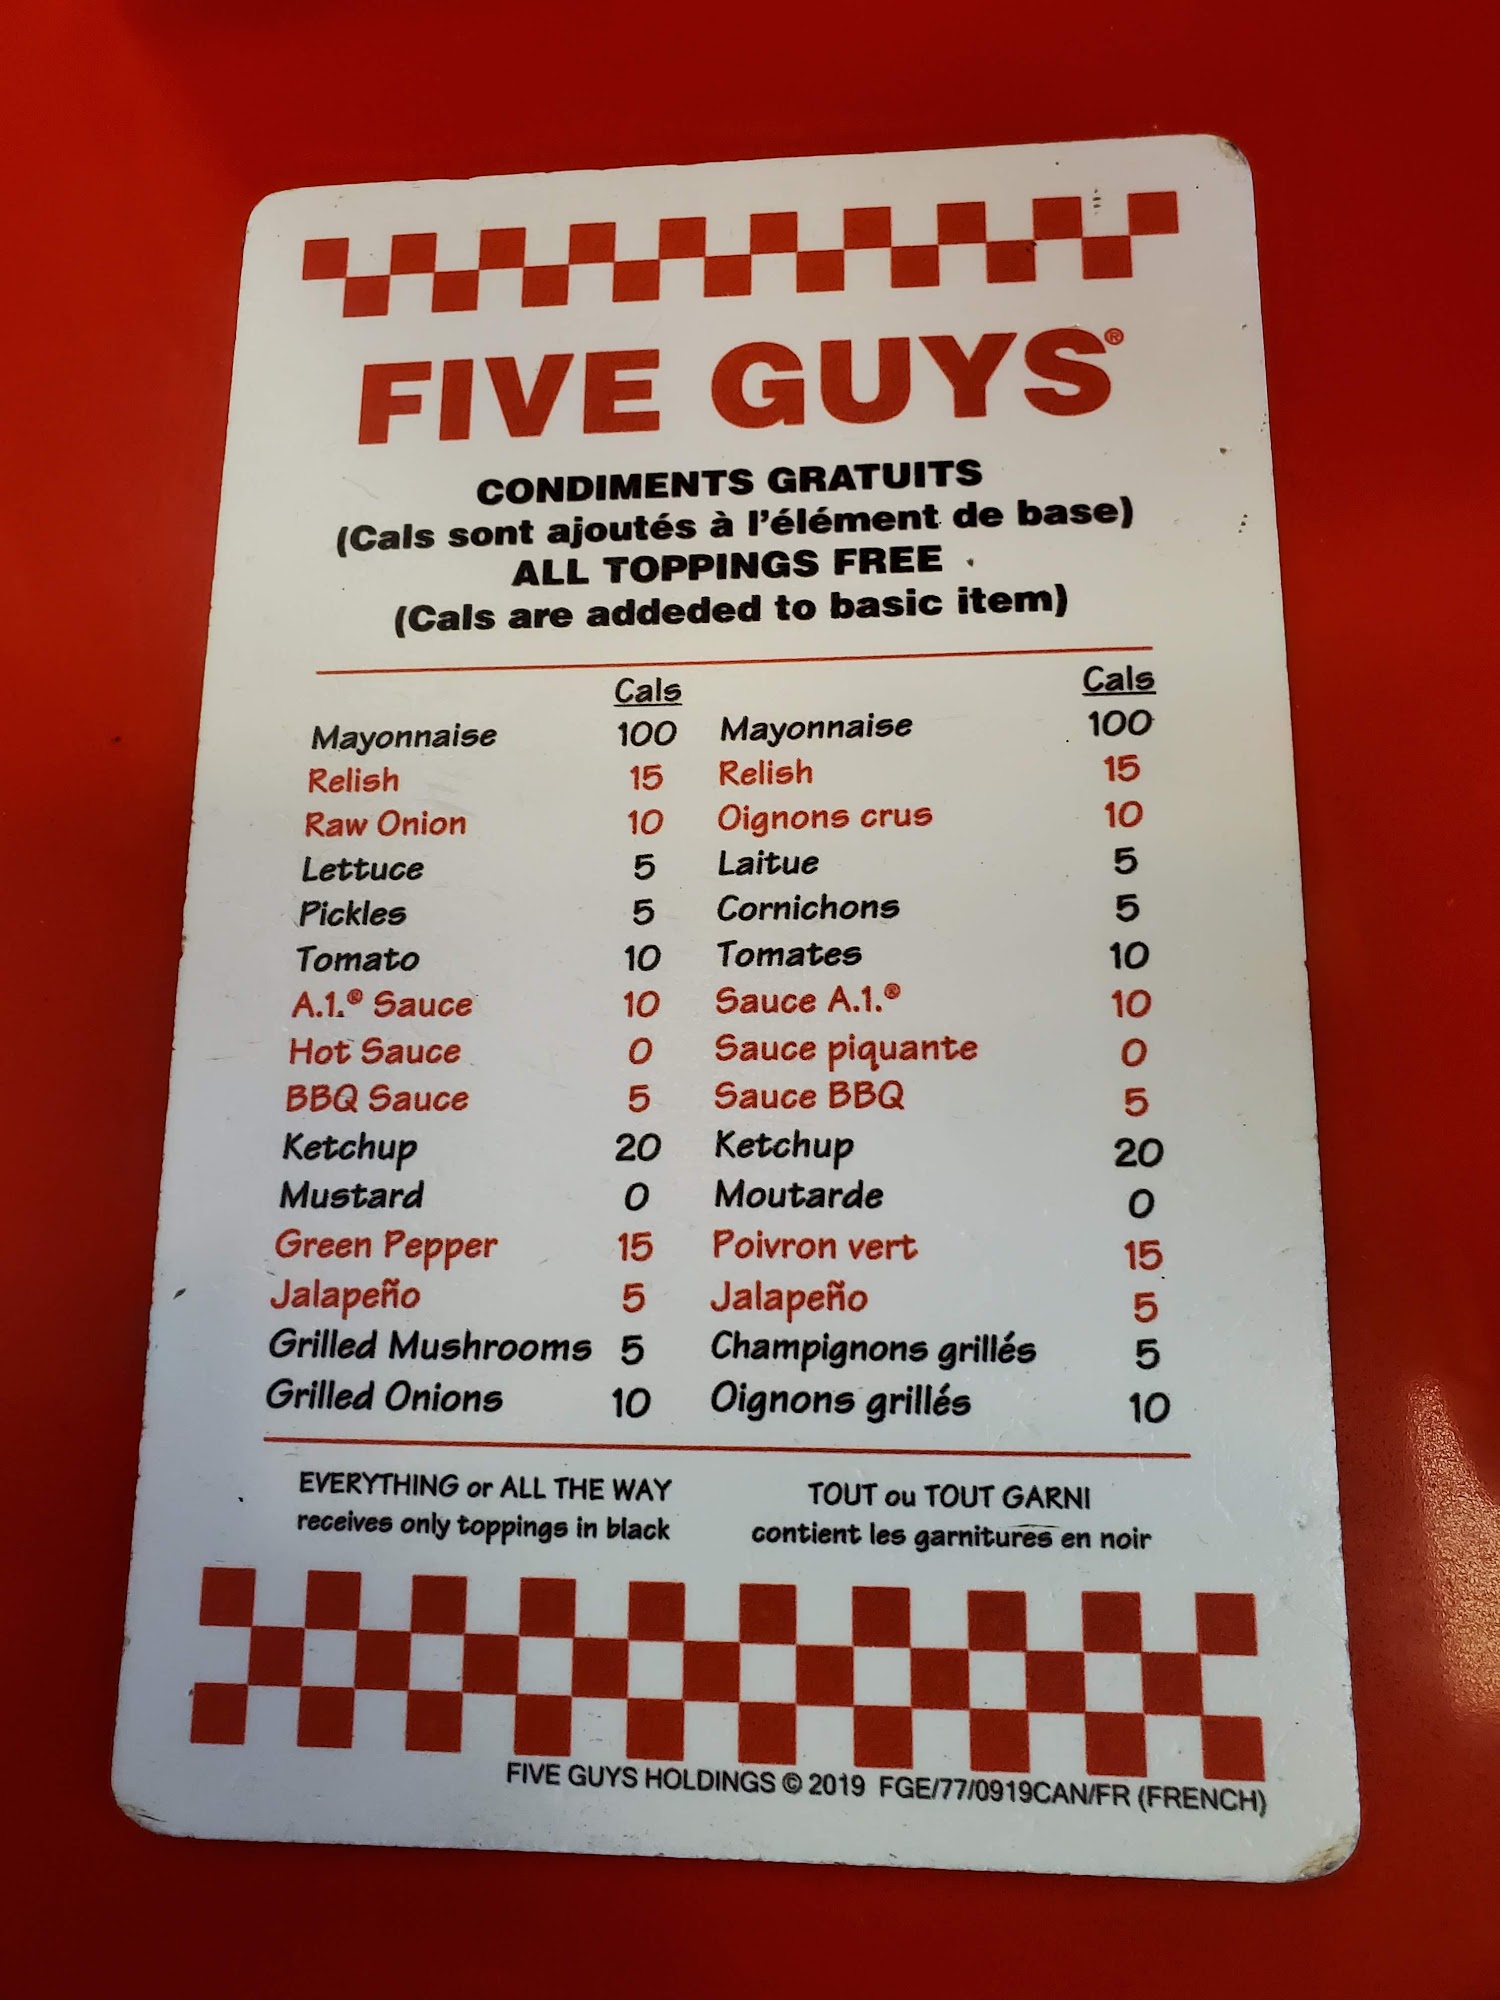 FIVE GUYS®
CONDIMENTS GRATUITS
(Cals sont ajoutés à l'élément de base)
ALL TOPPINGS FREE
(Cals are addeded to basic item)
Cals Cals
Mayonnaise 100 Mayonnaise 100
Relish 15 Relish 15
Raw Onion 10 Oignons crus 10
Lettuce 5 Laitue 5
Pickles 5 Cornichons 5
Tomato 10 Tomates 10
A.1.® Sauce 10 Sauce A.1.® 10
Hot Sauce 0 Sauce piquante 0
BBQ Sauce 5 Sauce BBQ 5
Ketchup 20 Ketchup 20
Mustard 0 Moutarde 0
Green Pepper 15 Poivron vert 15
Jalapeño 5 Jalapeño 5
Grilled Mushrooms 5 Champignons grillés 5
Grilled Onions 10 Oignons grillés 10
EVERYTHING or ALL THE WAY
receives only toppings in black
TOUT ou TOUT GARNI
contient les garnitures en noir
FIVE GUYS HOLDINGS © 2019 FGE/77/0919CAN/FR (FRENCH)